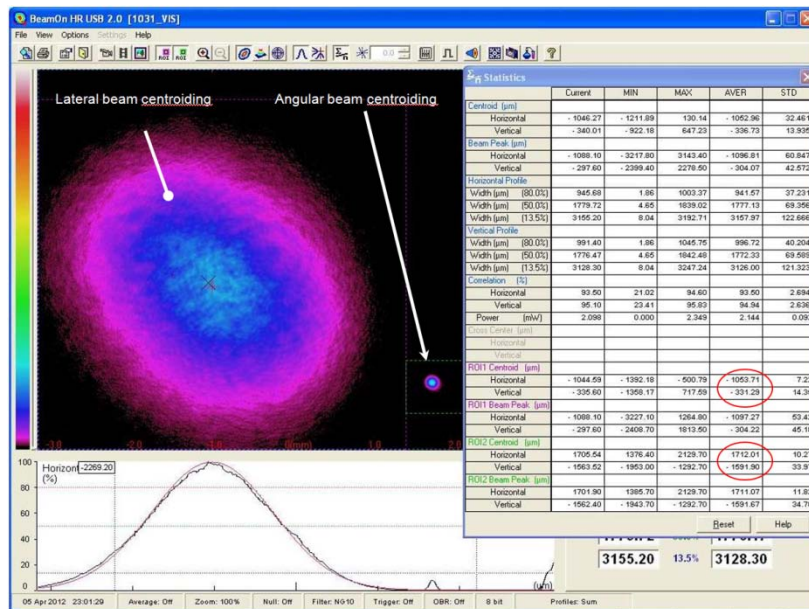 BeamOn HR USB 2.0 [1031_VIS]
File View Options Settings Help
ROI ROI 0.0 ?
Lateral beam centroiding Angular beam centroiding
-3.0 -1.0 (mm) 1.0 2.0
Statistics
Current MIN MAX AVER STD
Centroid (µm)
Horizontal - 1046.27 - 1211.89 130.14 - 1052.96 32.461
Vertical - 340.01 - 922.18 647.23 - 336.73 13.935
Beam Peak (µm)
Horizontal - 1088.10 - 3217.80 3143.40 - 1096.81 60.847
Vertical - 297.60 - 2399.40 2278.50 - 304.07 42.572
Horizontal Profile
Width (µm) (80.0%) 945.68 1.86 1003.37 941.57 37.231
Width (µm) (50.0%) 1779.72 4.65 1839.02 1777.13 69.356
Width (µm) (13.5%) 3155.20 8.04 3192.71 3157.97 122.666
Vertical Profile
Width (µm) (80.0%) 991.40 1.86 1045.75 996.72 40.204
Width (µm) (50.0%) 1776.47 4.65 1842.48 1772.33 69.589
Width (µm) (13.5%) 3128.30 8.04 3247.24 3126.00 121.323
Correlation (%)
Horizontal 93.50 21.02 94.60 93.50 2.694
Vertical 95.10 23.41 95.83 94.94 2.636
Power (mW) 2.098 0.000 2.349 2.144
Cross Center (µm)
Horizontal
Vertical
ROI1 Centroid (µm)
Horizontal - 1044.59 - 1392.18 -500.79 - 1053.71
Vertical - 335.60 - 1358.17 717.59 - 331.29
ROI1 Beam Peak (µm)
Horizontal - 1088.10 - 3227.10 1264.80 - 1097.27
Vertical - 297.60 - 2408.70 1813.50 - 304.22
ROI2 Centroid (µm)
Horizontal 1705.54 1376.40 2129.70 1712.01
Vertical - 1563.52 - 1953.00 - 1292.70 - 1591.90
ROI2 Beam Peak (µm)
Horizontal 1701.90 1385.70 2129.70 1711.07
Vertical - 1562.40 - 1943.70 - 1292.70 - 1591.67
Reset Help
Horizont -2269.20
(%)
100
50
0
(um)
3155.20 13.5% 3128.30
05 Apr 2012 23:01:29 Average: Off Zoom: 100% Null: Off Filter: NG10 Trigger: Off OBR: Off 8 bit Profiles: Sum